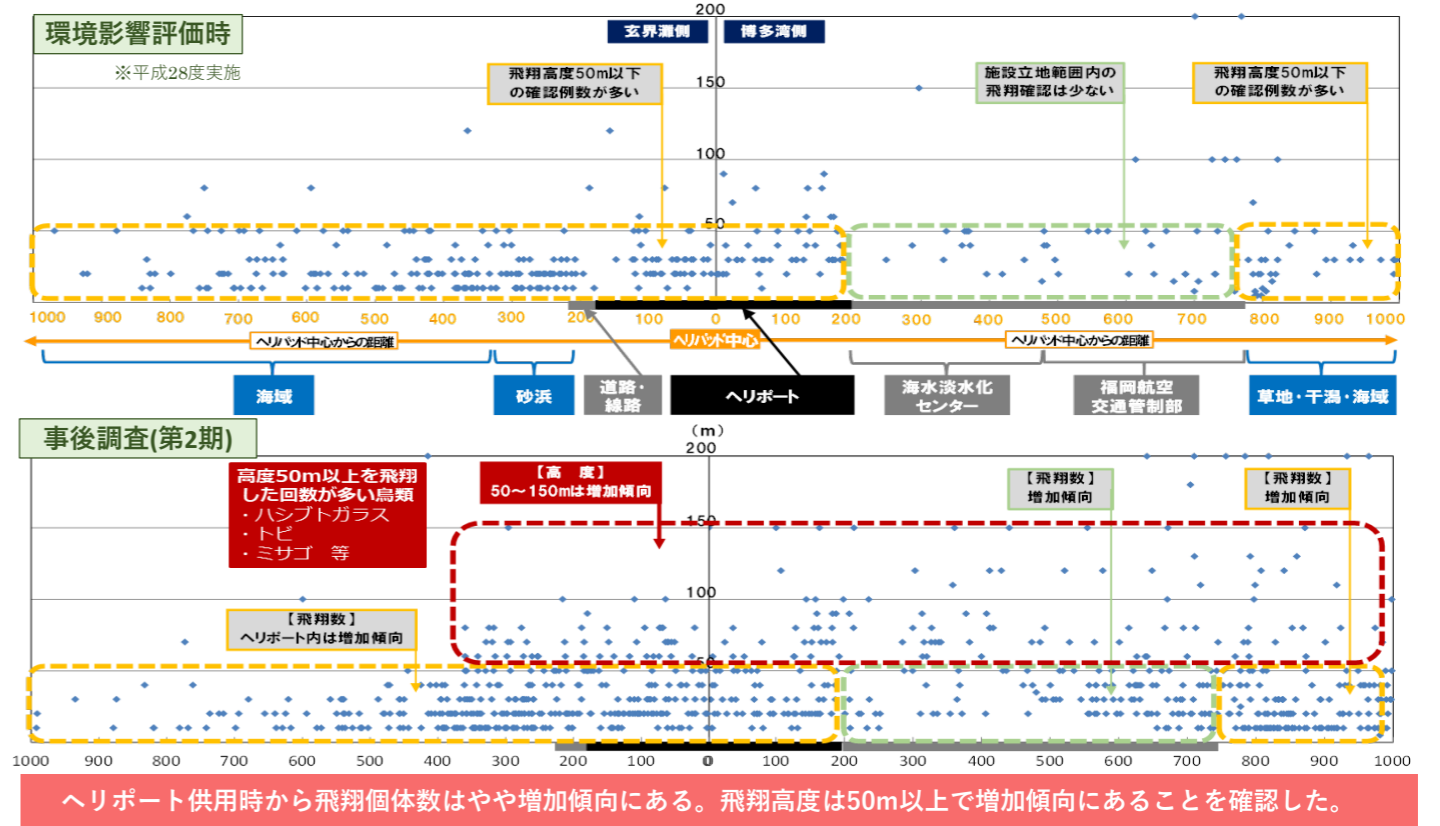 環境影響評価時
※平成28度実施
玄界灘側
博多湾側
飛翔高度50m以下
の確認例数が多い
施設立地範囲内の
飛翔確認は少ない
飛翔高度50m以下
の確認例数が多い
200
150
100
50
1000 900 800 700 600 500 400 300 200 100 0 100 200 300 400 500 600 700 800 900 1000
ヘリパッド中心からの距離
ヘリパッド中心
ヘリパッド中心からの距離
海域
砂浜
道路・
線路
ヘリポート
海水淡水化
センター
福岡航空
交通管制部
草地・干潟・海域
事後調査(第2期)
（m）
200
150
100
50
高度50m以上を飛翔
した回数が多い鳥類
・ハシブトガラス
・トビ
・ミサゴ 等
【高 度】
50～150mは増加傾向
【飛翔数】
増加傾向
【飛翔数】
増加傾向
【飛翔数】
ヘリポート内は増加傾向
1000 900 800 700 600 500 400 300 200 100 0 100 200 300 400 500 600 700 800 900 1000
ヘリポート供用時から飛翔個体数はやや増加傾向にある。飛翔高度は50m以上で増加傾向にあることを確認した。